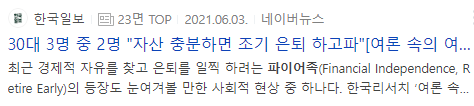 한국일보 23면 TOP 2021.06.03. 네이버뉴스
30대 3명 중 2명 "자산 충분하면 조기 은퇴 하고파"[여론 속의 여...
최근 경제적 자유를 찾고 은퇴를 일찍 하려는 파이어족(Financial Independence, R
etire Early)의 등장도 눈여겨볼 만한 사회적 현상 중 하나다. 한국리서치 '여론 속...